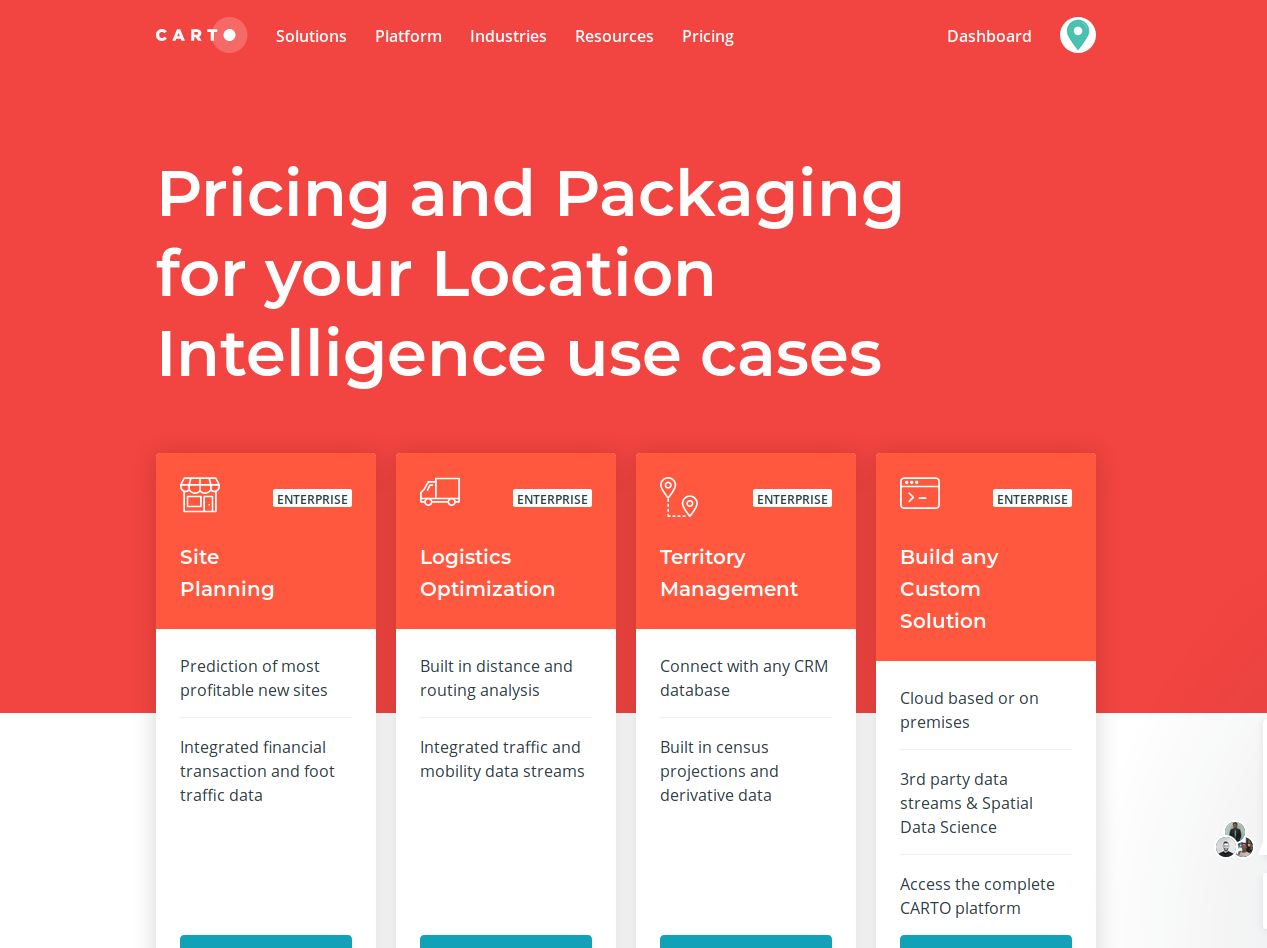 CARTO
Solutions
Platform
Industries
Resources
Pricing
Dashboard
Pricing and Packaging
for your Location
Intelligence use cases
ENTERPRISE
Site
Planning
Prediction of most
profitable new sites
Integrated financial
transaction and foot
traffic data
ENTERPRISE
Logistics
Optimization
Built in distance and
routing analysis
Integrated traffic and
mobility data streams
ENTERPRISE
Territory
Management
Connect with any CRM
database
Built in census
projections and
derivative data
ENTERPRISE
Build any
Custom
Solution
Cloud based or on
premises
3rd party data
streams & Spatial
Data Science
Access the complete
CARTO platform